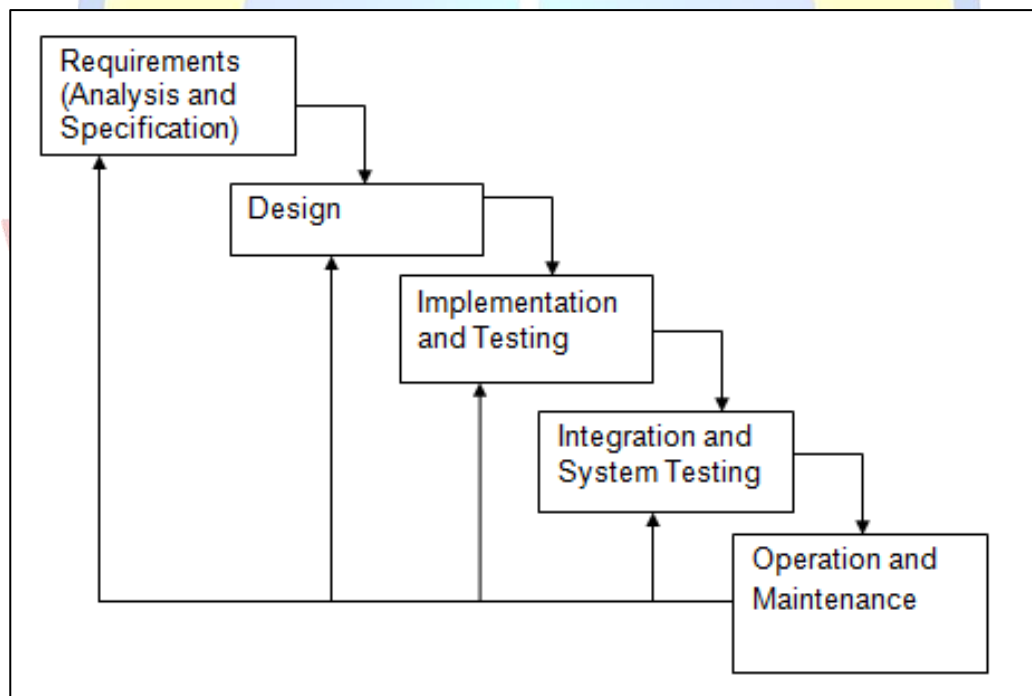 Requirements
(Analysis and
Specification)
Design
Implementation
and Testing
Integration and
System Testing
Operation and
Maintenance